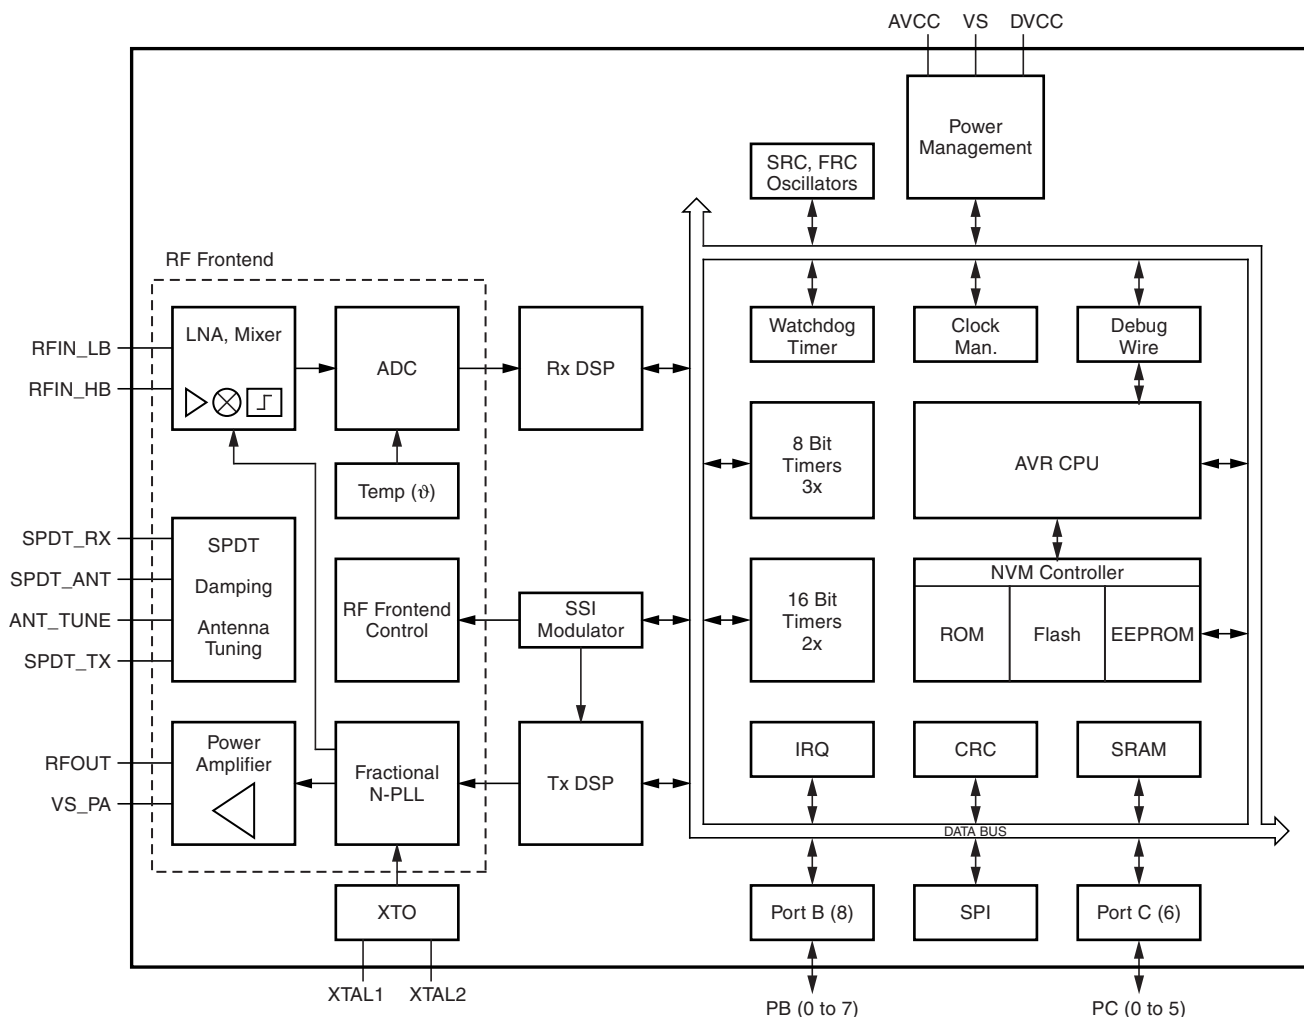 AVCC VS DVCC
Power
Management
SRC, FRC
Oscillators
RF Frontend
LNA, Mixer
ADC
Rx DSP
Watchdog
Timer
Clock
Man.
Debug
Wire
RFIN_LB
RFIN_HB
Temp (ϑ)
8 Bit
Timers
3x
AVR CPU
SPDT_RX
SPDT_ANT
ANT_TUNE
SPDT_TX
SPDT
Damping
Antenna
Tuning
RF Frontend
Control
SSI
Modulator
16 Bit
Timers
2x
NVM Controller
ROM
Flash
EEPROM
RFOUT
VS_PA
Power
Amplifier
Fractional
N-PLL
Tx DSP
IRQ
CRC
SRAM
DATA BUS
XTO
Port B (8)
SPI
Port C (6)
XTAL1 XTAL2
PB (0 to 7)
PC (0 to 5)